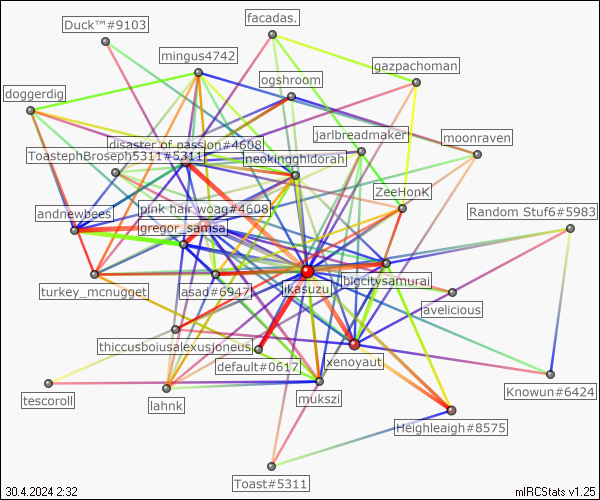 facadas.
Duck™#9103
mingus4742
gazpachoman
ogshroom
doggerdig
jarlbreadmaker
moonraven
disaster of passion#4608
ToastephBroseph5311#5311
neokingghidorah
ZeeHonK
andnewbees
pink hair woag#4608
Random Stuf6#5983
gregor_samsa
turkey_mcnugget
asad#6947
ikasuzu
bigcitysamurai
avelicious
thiccusboiusalexusjoneus
default#0617
xenoyaut
tescoroll
lahnk
mukszi
Knowun#6424
Heighleaigh#8575
Toast#5311
30.4.2024 2:32
mIRCStats v1.25